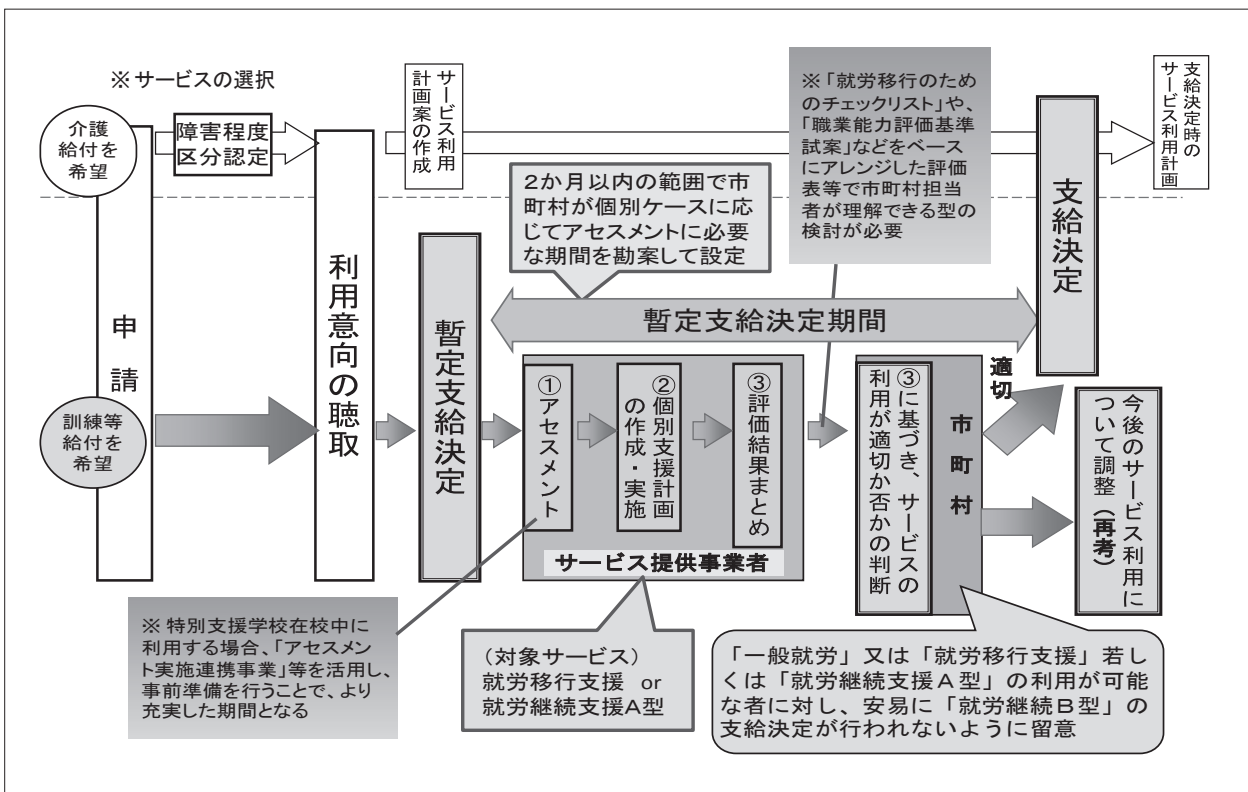 ※サービスの選択
介護
給付を
希望
障害程度
区分認定
申請
訓練等
給付を
希望
利用意向の聴取
サービス利用
計画案の作成
2か月以内の範囲で市
町村が個別ケースに応
じてアセスメントに必要
な期間を勘案して設定
※「就労移行のため
のチェックリスト」や、
「職業能力評価基準
試案」などをベース
にアレンジした評価
表等で市町村担当
者が理解できる型の
検討が必要
支給決定
支給決定時の
サービス利用計画
暫定支給決定
暫定支給決定期間
①アセスメント
②個別支援計画
の作成・実施
③評価結果まとめ
サービス提供事業者
③に基づき、サービスの
利用が適切か否かの判断
市町村
適切
今後のサービス利用に
ついて調整（再考）
※特別支援学校在校中に
利用する場合、「アセスメ
ント実施連携事業」等を活用し、
事前準備を行うことで、より
充実した期間となる
（対象サービス）
就労移行支援 or
就労継続支援A型
「一般就労」又は「就労移行支援」若し
くは「就労継続支援A型」の利用が可能
な者に対し、安易に「就労継続B型」の
支給決定が行われないように留意